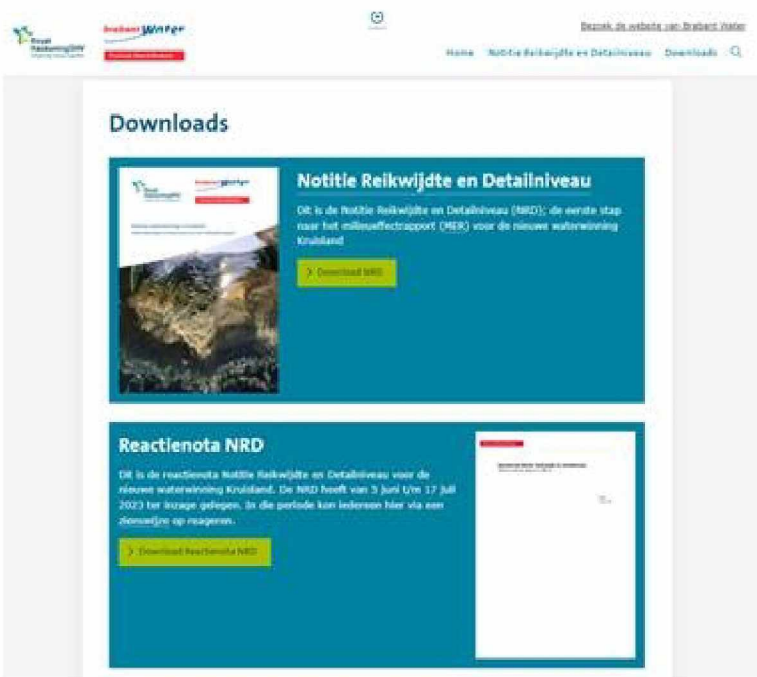 Royal
HaskoningDHV
Brabant Water
Bezoek de website van Brabant Water
Home Notitie Reikwijdte en Detailniveau Downloads
Downloads
Notitie Reikwijdte en Detailniveau
Dit is de Notitie Reikwijdte en Detailniveau (NRD); de eerste stap
naar het milieueffectrapport (MER) voor de nieuwe waterwinning
Kruisland
> Download NRD
Reactienota NRD
Dit is de reactienota Notitie Reikwijdte en Detailniveau voor de
nieuwe waterwinning Kruisland. De NRD heeft van 5 juni t/m 17 juli
2023 ter inzage gelegen. In die periode kon iedereen hier via een
zienswijze op reageren.
> Download Reactienota NRD